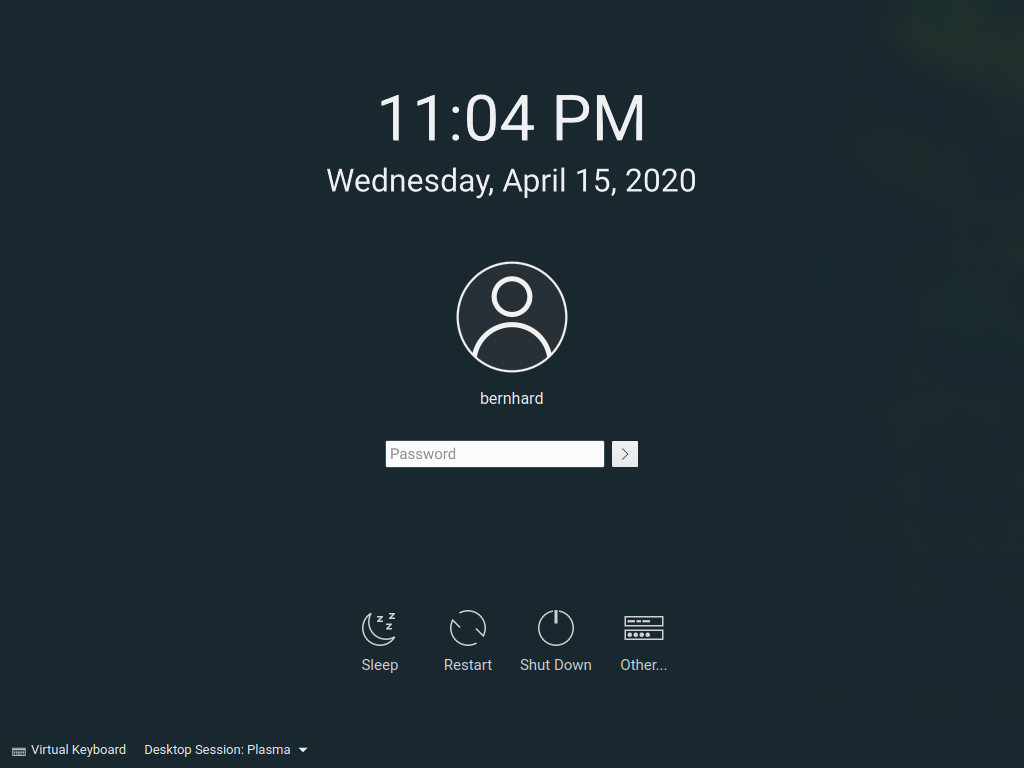 11:04 PM
Wednesday, April 15, 2020
bernhard
Password
Sleep
Restart
Shut Down
Other...
Virtual Keyboard
Desktop Session: Plasma